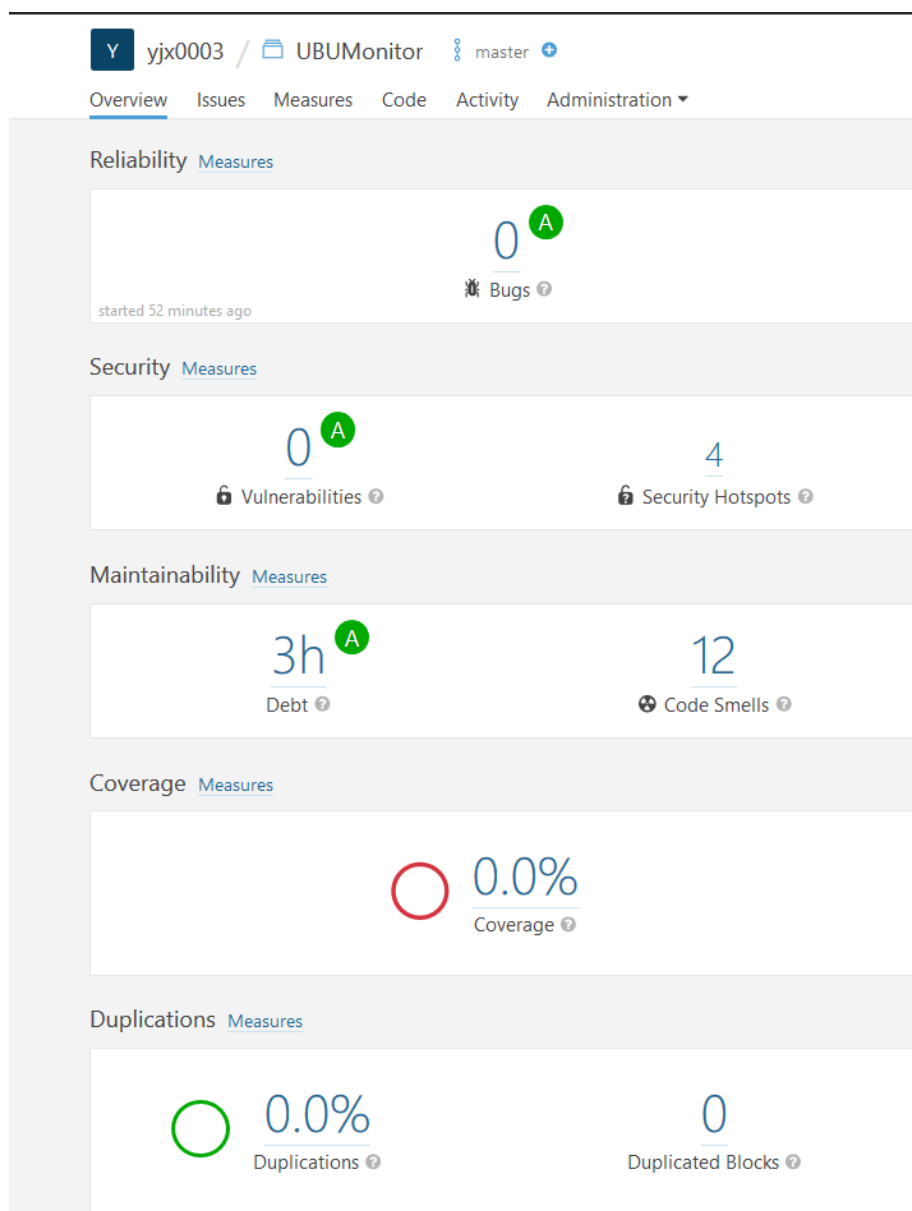 Y yjx0003 / UBUMonitor master
Overview Issues Measures Code Activity Administration
Reliability Measures
0 A
Bugs ?
started 52 minutes ago
Security Measures
0 A 4
Vulnerabilities ? Security Hotspots ?
Maintainability Measures
3h A 12
Debt ? Code Smells ?
Coverage Measures
0.0%
Coverage ?
Duplications Measures
0.0% 0
Duplications ? Duplicated Blocks ?